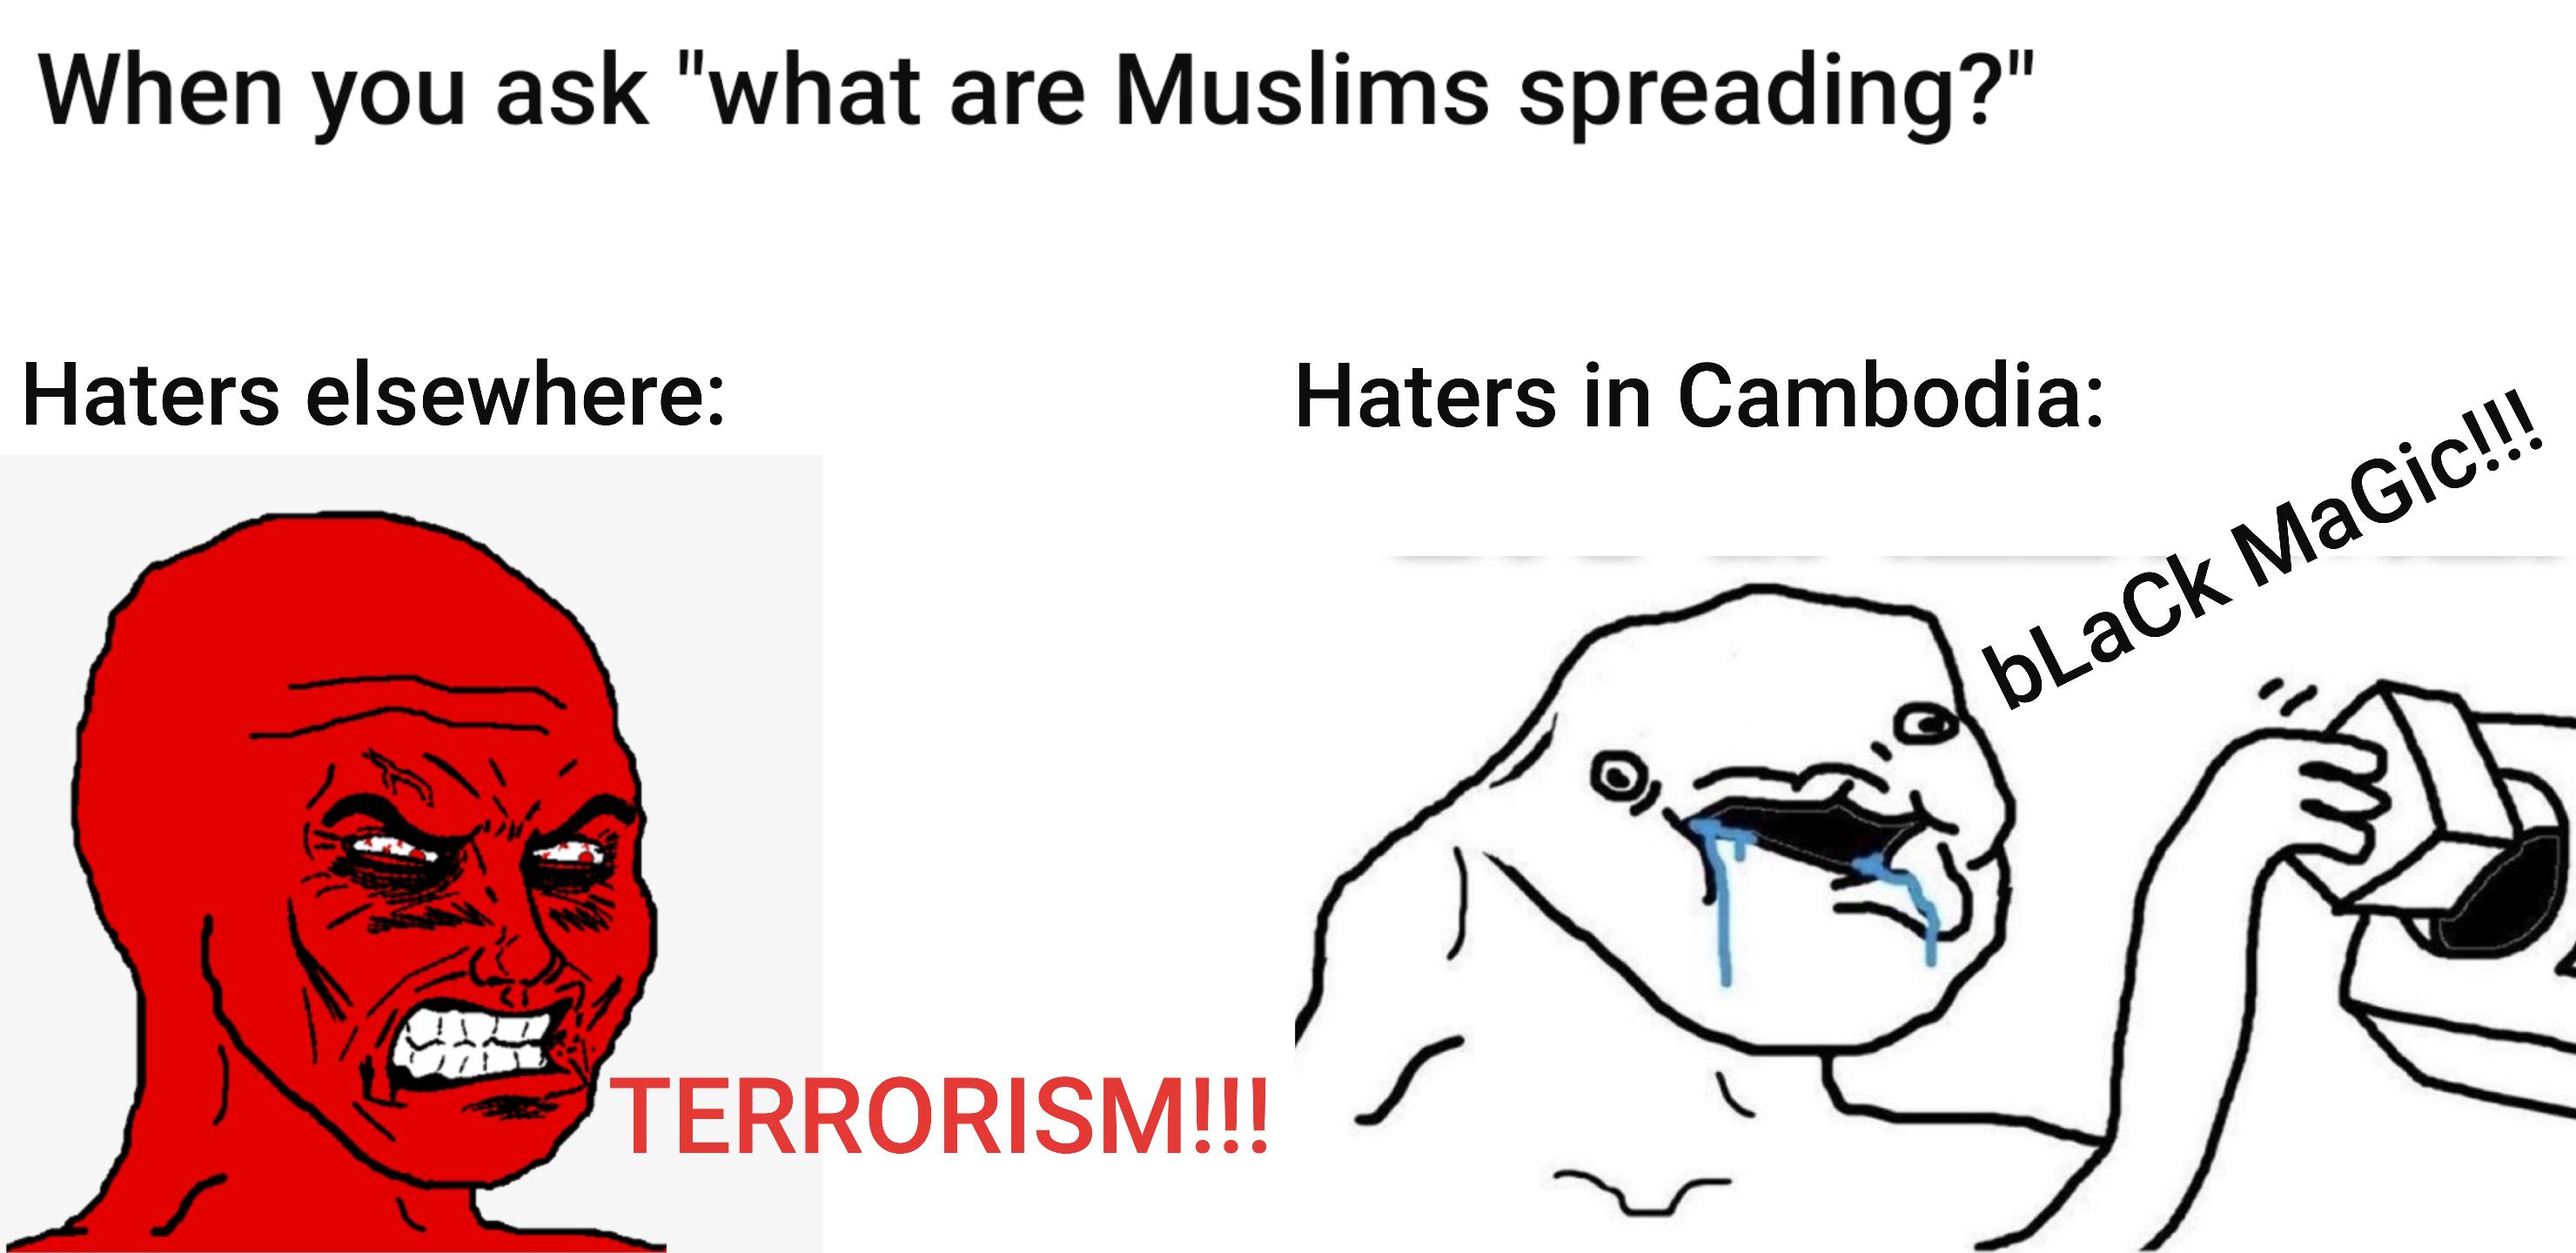 When you ask "what are Muslims spreading?"
Haters elsewhere:
Haters in Cambodia:
bLaCk MaGic!!!
TERRORISM!!!